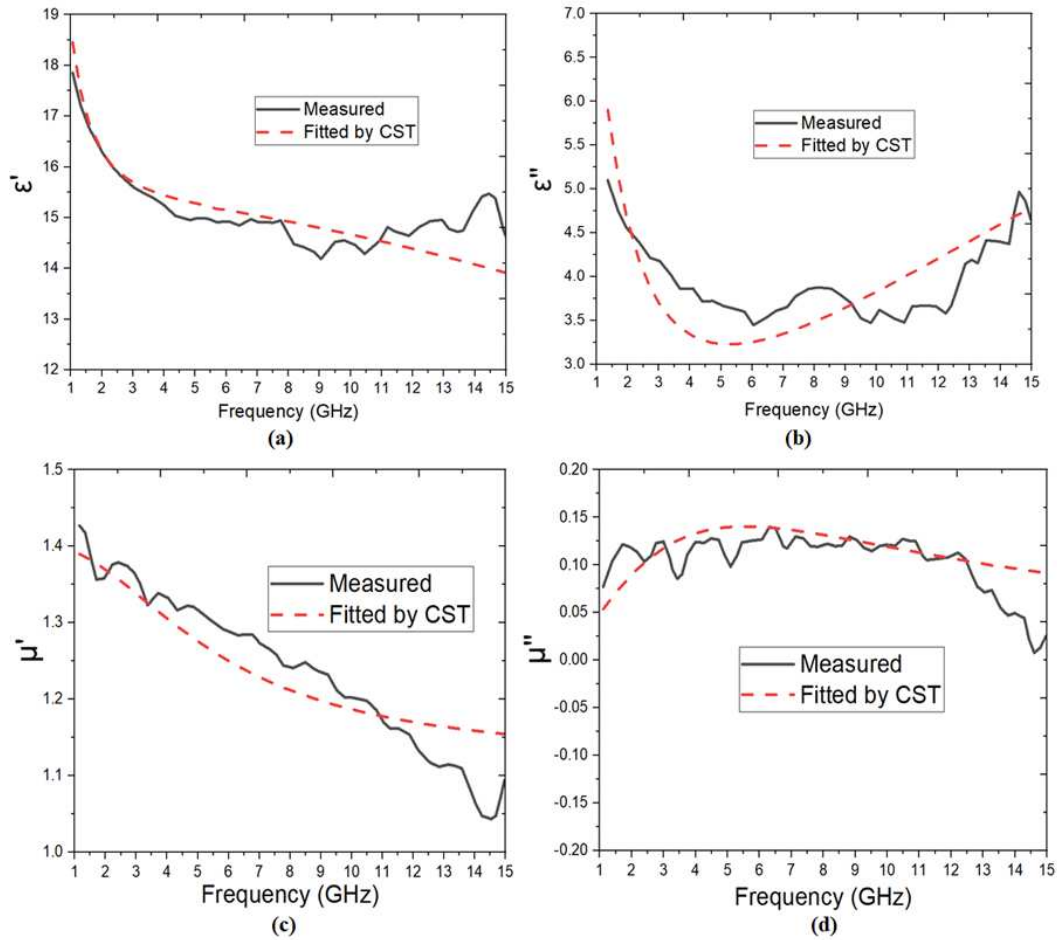 19
18
17
16
15
14
13
12
ε'
Measured
Fitted by CST
1 2 3 4 5 6 7 8 9 10 11 12 13 14 15
Frequency (GHz)
(a)
7.0
6.5
6.0
5.5
5.0
4.5
4.0
3.5
3.0
ε"
Measured
Fitted by CST
1 2 3 4 5 6 7 8 9 10 11 12 13 14 15
Frequency (GHz)
(b)
1.5
1.4
1.3
1.2
1.1
1.0
μ'
Measured
Fitted by CST
1 2 3 4 5 6 7 8 9 10 11 12 13 14 15
Frequency (GHz)
(c)
0.20
0.15
0.10
0.05
0.00
-0.05
-0.10
-0.15
-0.20
μ"
Measured
Fitted by CST
1 2 3 4 5 6 7 8 9 10 11 12 13 14 15
Frequency (GHz)
(d)